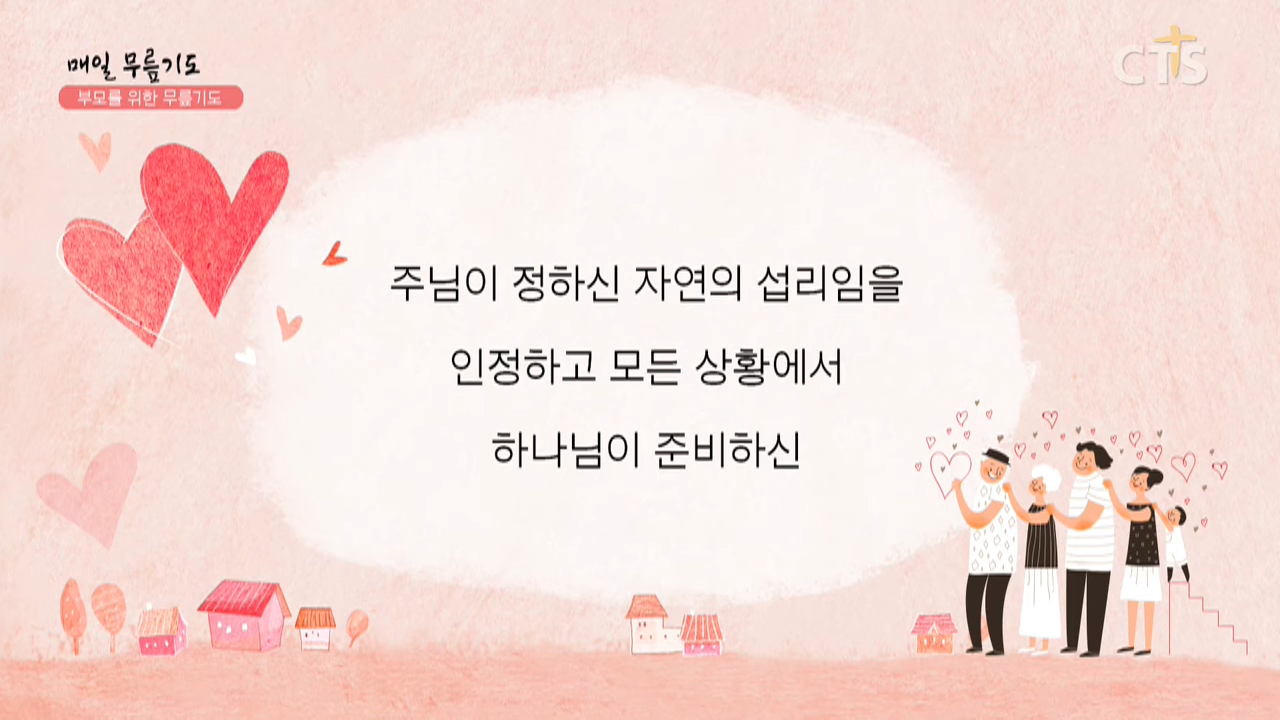 매일 무릎기도
부모를 위한 무릎기도
CTS
주님이 정하신 자연의 섭리임을
인정하고 모든 상황에서
하나님이 준비하신